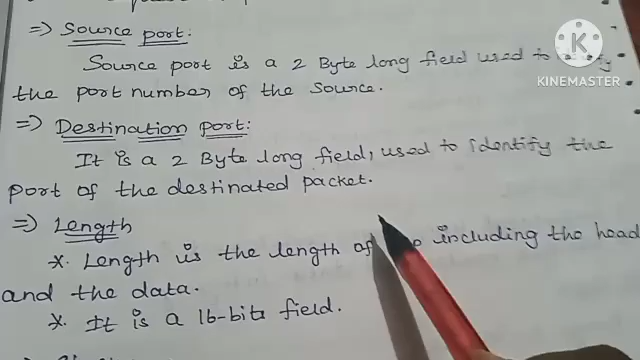 ⇒ Source port:
Source port is a 2 Byte long field used to
KINEMASTER
the port number of the source.
⇒ Destination port:
It is a 2 Byte long field, used to identify the
port of the destinated packet.
⇒ Length
* Length is the length of including the head
and the data.
* It is a 16-bits field.